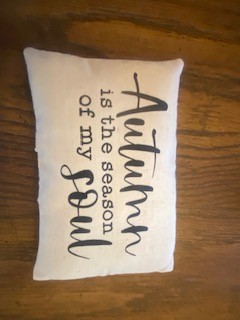 Autumn
is the season
of my soul